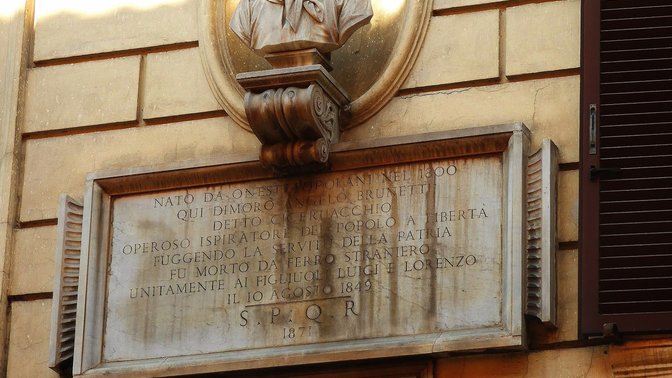 NATO DA ONESTI POPOLANI NEL 1800
QUI DIMORÒ ANGELO BRUNETTI
DETTO CICERUACCHIO
OPEROSO ISPIRATORE DEL POPOLO A LIBERTÀ
FUGGENDO LA SERVITÙ DELLA PATRIA
FU MORTO DA FERRO STRANIERO
UNITAMENTE AI FIGLIUOLI LUIGI E LORENZO
IL 10 AGOSTO 1849
S.P.Q.R
1871